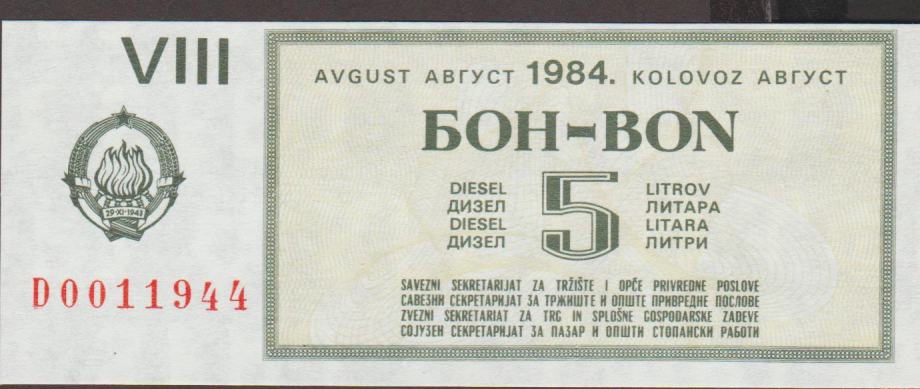 VIII
29·XI·1943
D0011944
AVGUST АВГУСТ 1984. KOLOVOZ АВГУСТ
БОН-BON
DIESEL 5 LITROV
ДИЗЕЛ ЛИТАРА
DIESEL LITARA
ДИЗЕЛ ЛИТРИ
SAVEZNI SEKRETARIJAT ZA TRŽIŠTE I OPĆE PRIVREDNE POSLOVE
САВЕЗНИ СЕКРЕТАРИЈАТ ЗА ТРЖИШТЕ И ОПШТЕ ПРИВРЕДНЕ ПОСЛОВЕ
ZVEZNI SEKRETARIAT ZA TRG IN SPLOŠNE GOSPODARSKE ZADEVE
СОЈУЗЕН СЕКРЕТАРИЈАТ ЗА ПАЗАР И ОПШТИ СТОПАНСКИ РАБОТИ